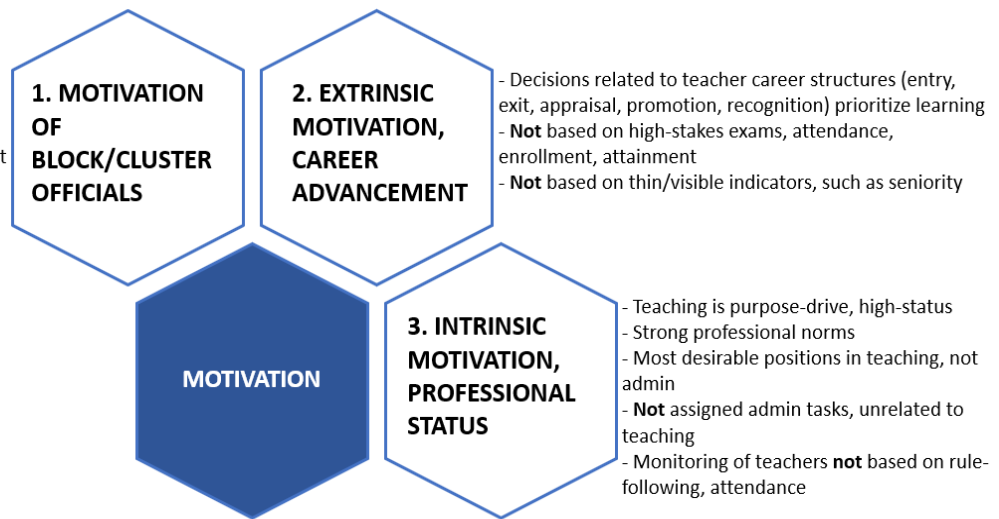 t
1. MOTIVATION
OF
BLOCK/CLUSTER
OFFICIALS
2. EXTRINSIC
MOTIVATION,
CAREER
ADVANCEMENT
- Decisions related to teacher career structures (entry,
exit, appraisal, promotion, recognition) prioritize learning
- Not based on high-stakes exams, attendance,
enrollment, attainment
- Not based on thin/visible indicators, such as seniority
MOTIVATION
3. INTRINSIC
MOTIVATION,
PROFESSIONAL
STATUS
- Teaching is purpose-drive, high-status
- Strong professional norms
- Most desirable positions in teaching, not
admin
- Not assigned admin tasks, unrelated to
teaching
- Monitoring of teachers not based on rule-
following, attendance